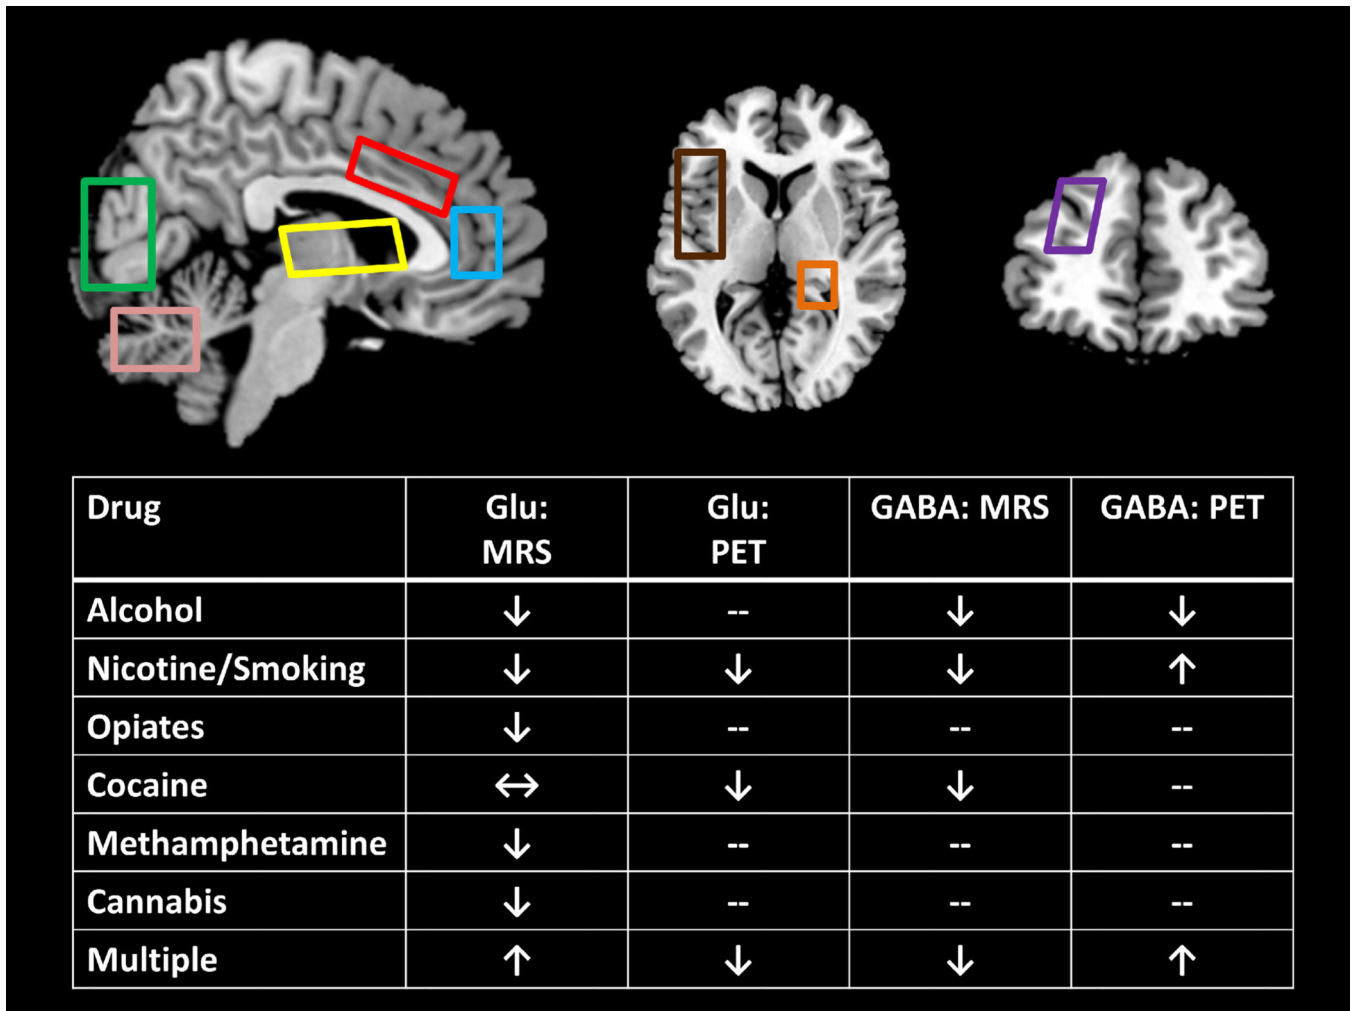 Drug Glu: MRS Glu: PET GABA: MRS GABA: PET
Alcohol ↓ -- ↓ ↓
Nicotine/Smoking ↓ ↓ ↓ ↑
Opiates ↓ -- -- --
Cocaine ↔ ↓ ↓ --
Methamphetamine ↓ -- -- --
Cannabis ↓ -- -- --
Multiple ↑ ↓ ↓ ↑